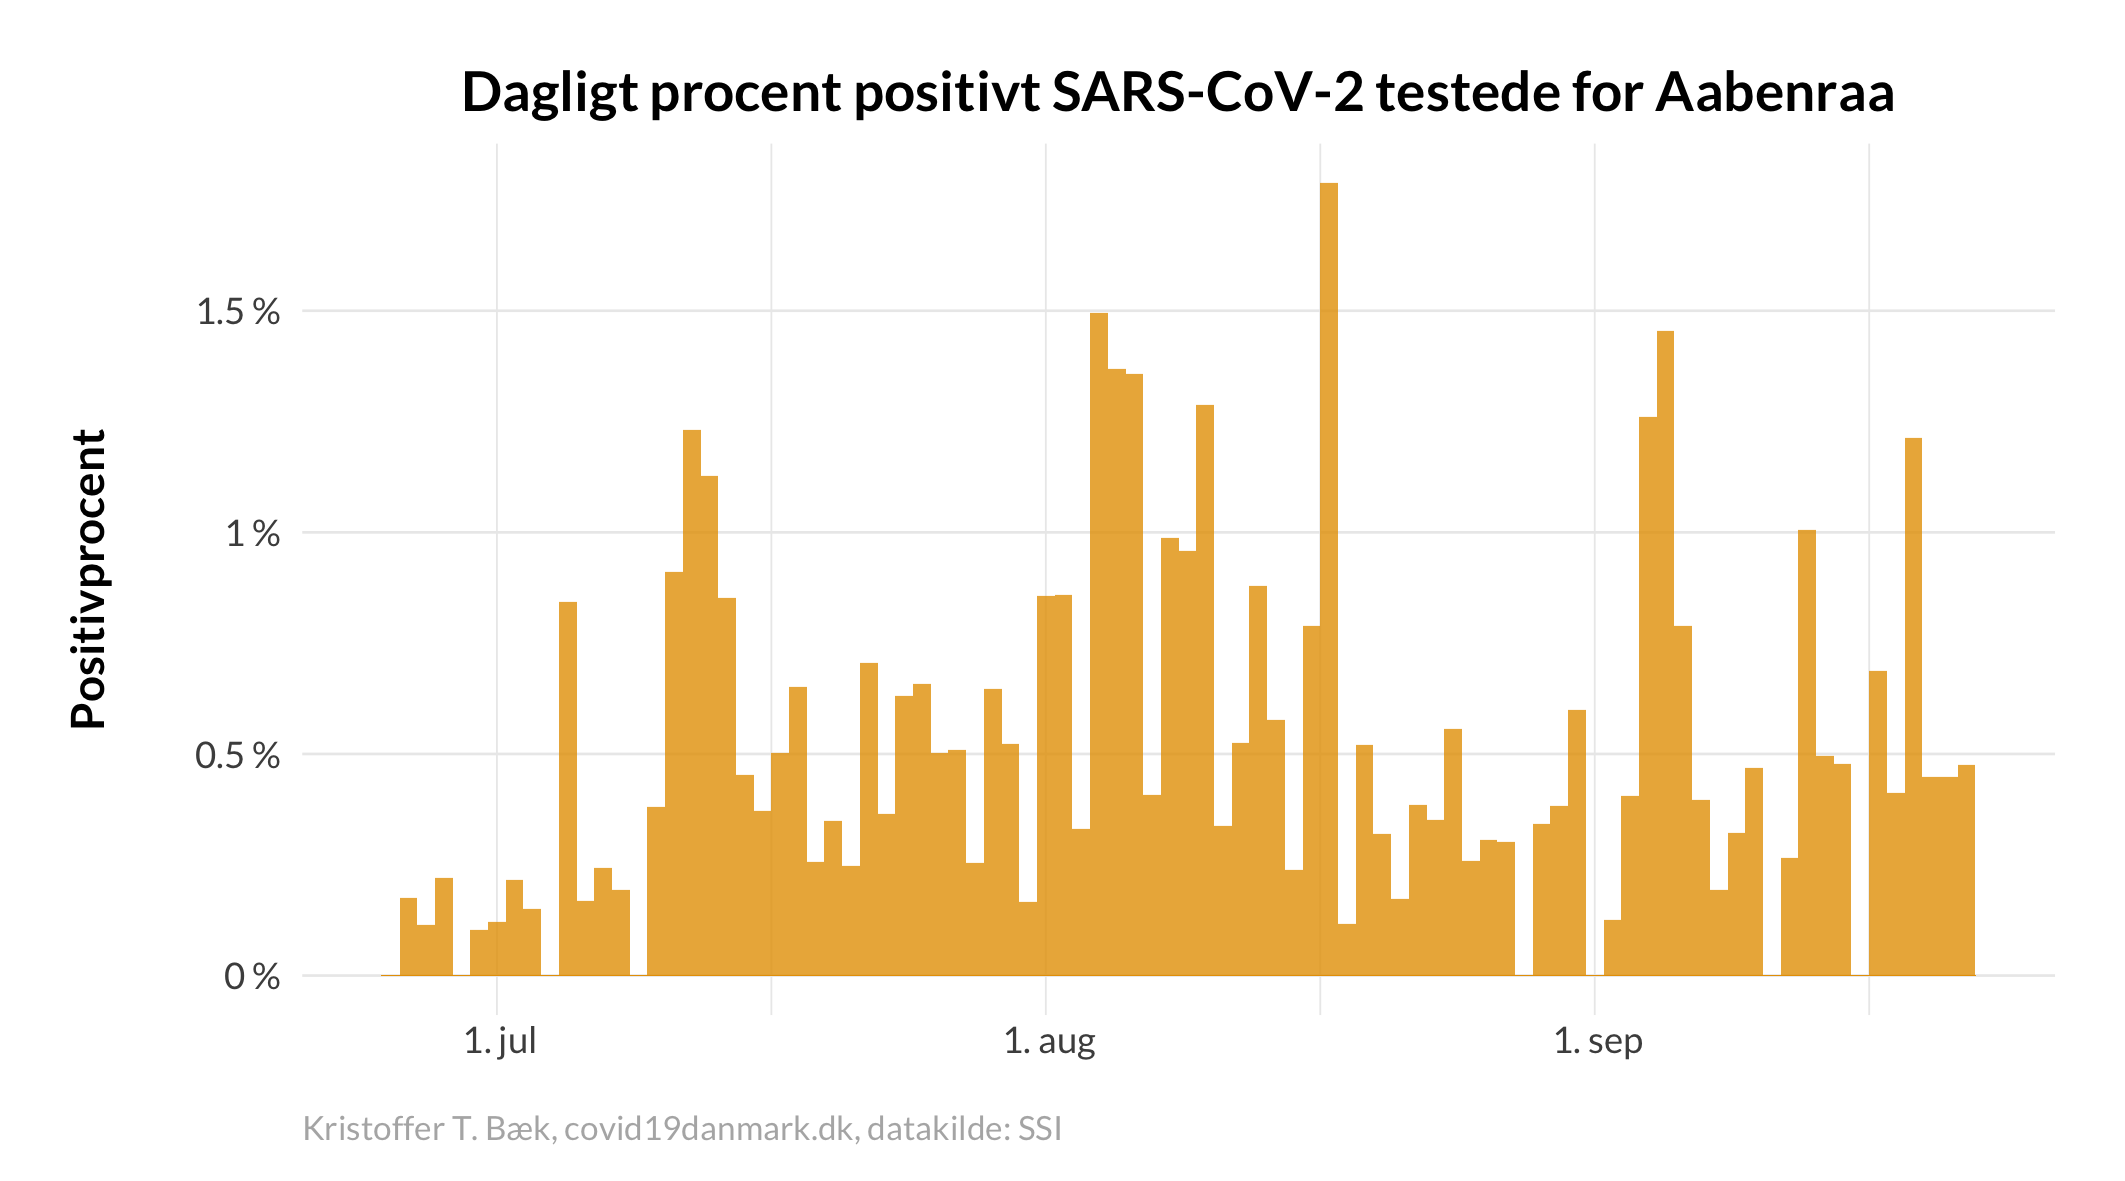 Dagligt procent positivt SARS-CoV-2 testede for Aabenraa
Positivprocent
1.5 %
1 %
0.5 %
0 %
1. jul
1. aug
1. sep
Kristoffer T. Bæk, covid19danmark.dk, datakilde: SSI